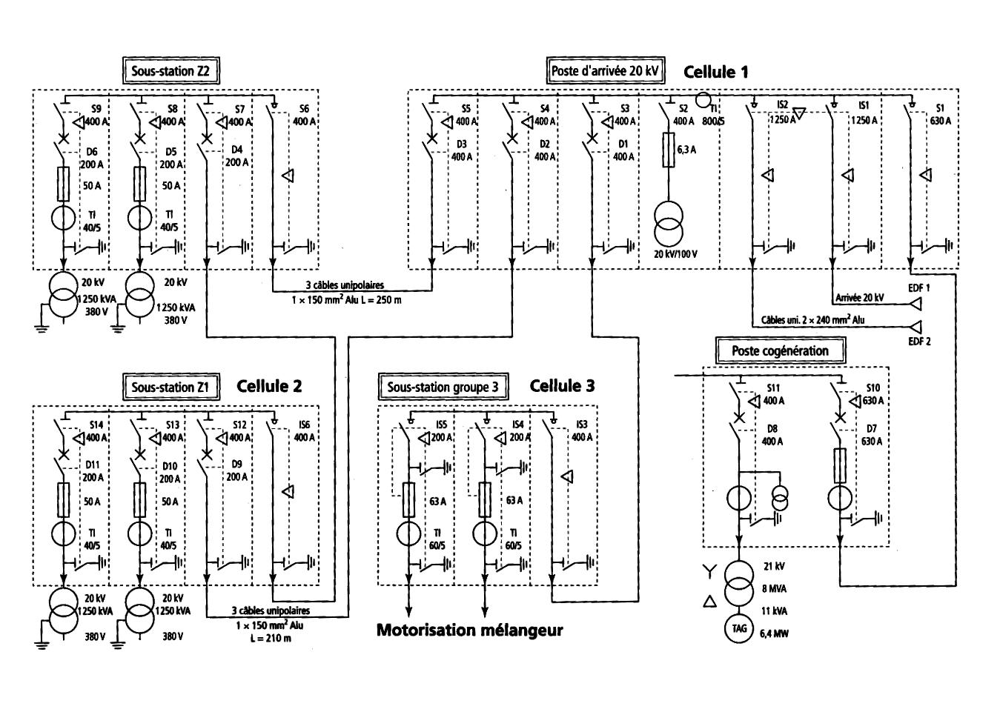 Sous-station Z2
S9
400 A
D6
200 A
50 A
TI
40/5
20 kV
1250 kVA
380 V
S8
400 A
D5
200 A
50 A
TI
40/5
20 kV
1250 kVA
380 V
S7
400 A
D4
200 A
S6
400 A
3 câbles unipolaires
1 × 150 mm² Alu L = 250 m
Poste d'arrivée 20 kV
Cellule 1
S5
400 A
D3
400 A
S4
400 A
D2
400 A
S3
400 A
D1
400 A
S2
400 A
6,3 A
20 kV/100 V
TI
800/5
IS2
1250 A
IS1
1250 A
S1
630 A
EDF 1
Arrivée 20 kV
Câbles uni. 2 × 240 mm² Alu
EDF 2
Sous-station Z1
Cellule 2
S14
400 A
D11
200 A
50 A
TI
40/5
20 kV
1250 kVA
380 V
S13
400 A
D10
200 A
50 A
TI
40/5
20 kV
1250 kVA
380 V
S12
400 A
D9
200 A
IS6
400 A
3 câbles unipolaires
1 × 150 mm² Alu
L = 210 m
Sous-station groupe 3
Cellule 3
IS5
200 A
63 A
TI
60/5
IS4
200 A
63 A
TI
60/5
IS3
400 A
Motorisation mélangeur
Poste cogénération
S11
400 A
D8
400 A
S10
630 A
D7
630 A
21 kV
8 MVA
11 kVA
TAG
6,4 MW